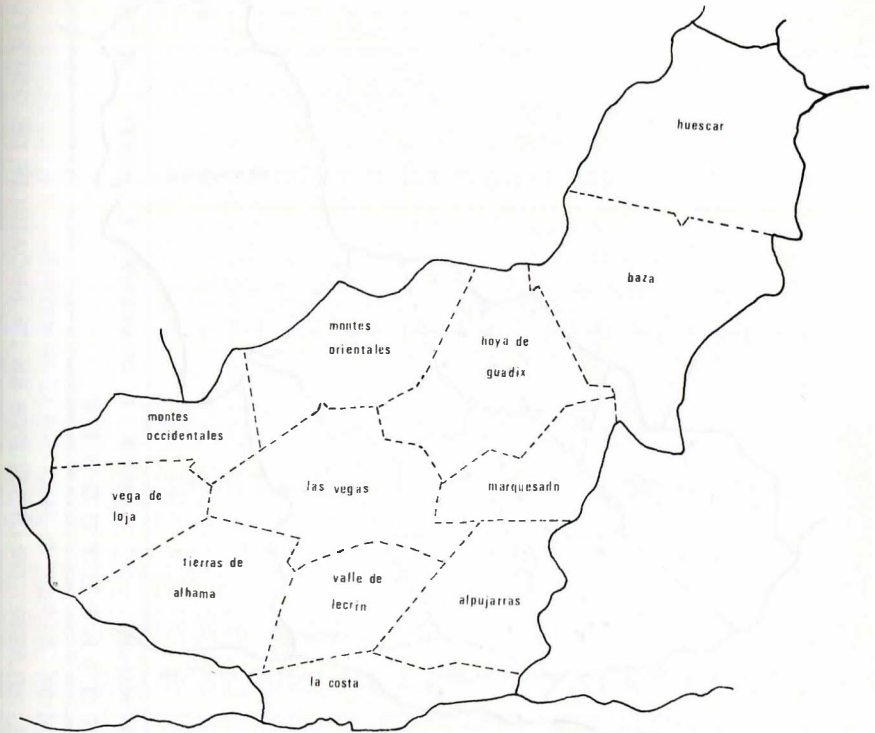 huescar
baza
montes
orientales
hoya de
guadix
montes
occidentales
las vegas
marquesado
vega de
loja
tierras de
alhama
valle de
lecrin
alpujarras
la costa